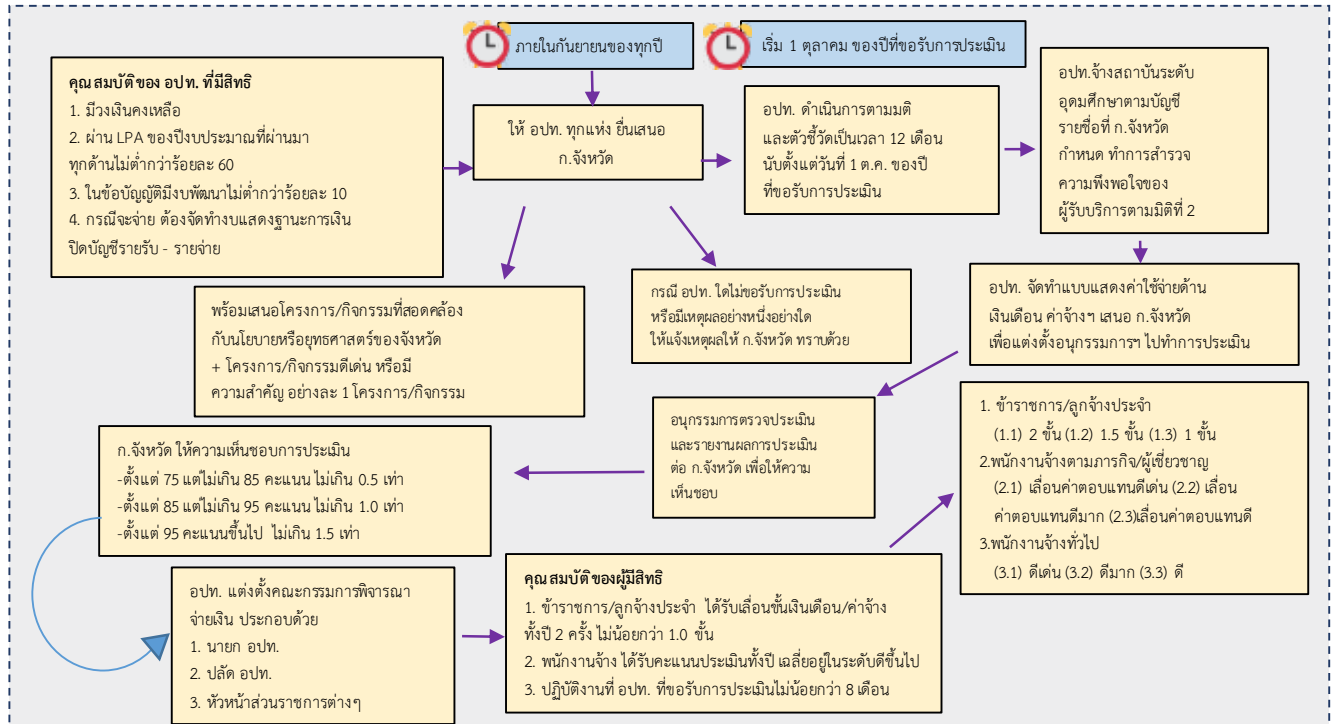 ภายในกันยายนของทุกปี
เริ่ม 1 ตุลาคม ของปีที่ขอรับการประเมิน
คุณสมบัติของ อปท. ที่มีสิทธิ
1. มีวงเงินคงเหลือ
2. ผ่าน LPA ของปีงบประมาณที่ผ่านมา
ทุกด้านไม่ต่ำกว่าร้อยละ 60
3. ในข้อบัญญัติมีงบพัฒนาไม่ต่ำกว่าร้อยละ 10
4. กรณีจะจ่าย ต้องจัดทำงบแสดงฐานะการเงิน
ปิดบัญชีรายรับ - รายจ่าย
ให้ อปท. ทุกแห่ง ยื่นเสนอ
ก.จังหวัด
อปท. ดำเนินการตามมติ
และตัวชี้วัดเป็นเวลา 12 เดือน
นับตั้งแต่วันที่ 1 ต.ค. ของปี
ที่ขอรับการประเมิน
อปท.จ้างสถาบันระดับ
อุดมศึกษาตามบัญชี
รายชื่อที่ ก.จังหวัด
กำหนด ทำการสำรวจ
ความพึงพอใจของ
ผู้รับบริการตามมิติที่ 2
พร้อมเสนอโครงการ/กิจกรรมที่สอดคล้อง
กับนโยบายหรือยุทธศาสตร์ของจังหวัด
+ โครงการ/กิจกรรมดีเด่น หรือมี
ความสำคัญ อย่างละ 1 โครงการ/กิจกรรม
กรณี อปท. ใดไม่ขอรับการประเมิน
หรือมีเหตุผลอย่างหนึ่งอย่างใด
ให้แจ้งเหตุผลให้ ก.จังหวัด ทราบด้วย
อปท. จัดทำแบบแสดงค่าใช้จ่ายด้าน
เงินเดือน ค่าจ้างฯ เสนอ ก.จังหวัด
เพื่อแต่งตั้งอนุกรรมการฯ ไปทำการประเมิน
อนุกรรมการตรวจประเมิน
และรายงานผลการประเมิน
ต่อ ก.จังหวัด เพื่อให้ความ
เห็นชอบ
ก.จังหวัด ให้ความเห็นชอบการประเมิน
-ตั้งแต่ 75 แต่ไม่เกิน 85 คะแนน ไม่เกิน 0.5 เท่า
-ตั้งแต่ 85 แต่ไม่เกิน 95 คะแนน ไม่เกิน 1.0 เท่า
-ตั้งแต่ 95 คะแนนขึ้นไป ไม่เกิน 1.5 เท่า
อปท. แต่งตั้งคณะกรรมการพิจารณา
จ่ายเงิน ประกอบด้วย
1. นายก อปท.
2. ปลัด อปท.
3. หัวหน้าส่วนราชการต่างๆ
คุณสมบัติของผู้มีสิทธิ
1. ข้าราชการ/ลูกจ้างประจำ ได้รับเลื่อนขั้นเงินเดือน/ค่าจ้าง
ทั้งปี 2 ครั้ง ไม่น้อยกว่า 1.0 ขั้น
2. พนักงานจ้าง ได้รับคะแนนประเมินทั้งปี เฉลี่ยอยู่ในระดับดีขึ้นไป
3. ปฏิบัติงานที่ อปท. ที่ขอรับการประเมินไม่น้อยกว่า 8 เดือน
1. ข้าราชการ/ลูกจ้างประจำ
(1.1) 2 ขั้น (1.2) 1.5 ขั้น (1.3) 1 ขั้น
2.พนักงานจ้างตามภารกิจ/ผู้เชี่ยวชาญ
(2.1) เลื่อนค่าตอบแทนดีเด่น (2.2) เลื่อน
ค่าตอบแทนดีมาก (2.3)เลื่อนค่าตอบแทนดี
3.พนักงานจ้างทั่วไป
(3.1) ดีเด่น (3.2) ดีมาก (3.3) ดี